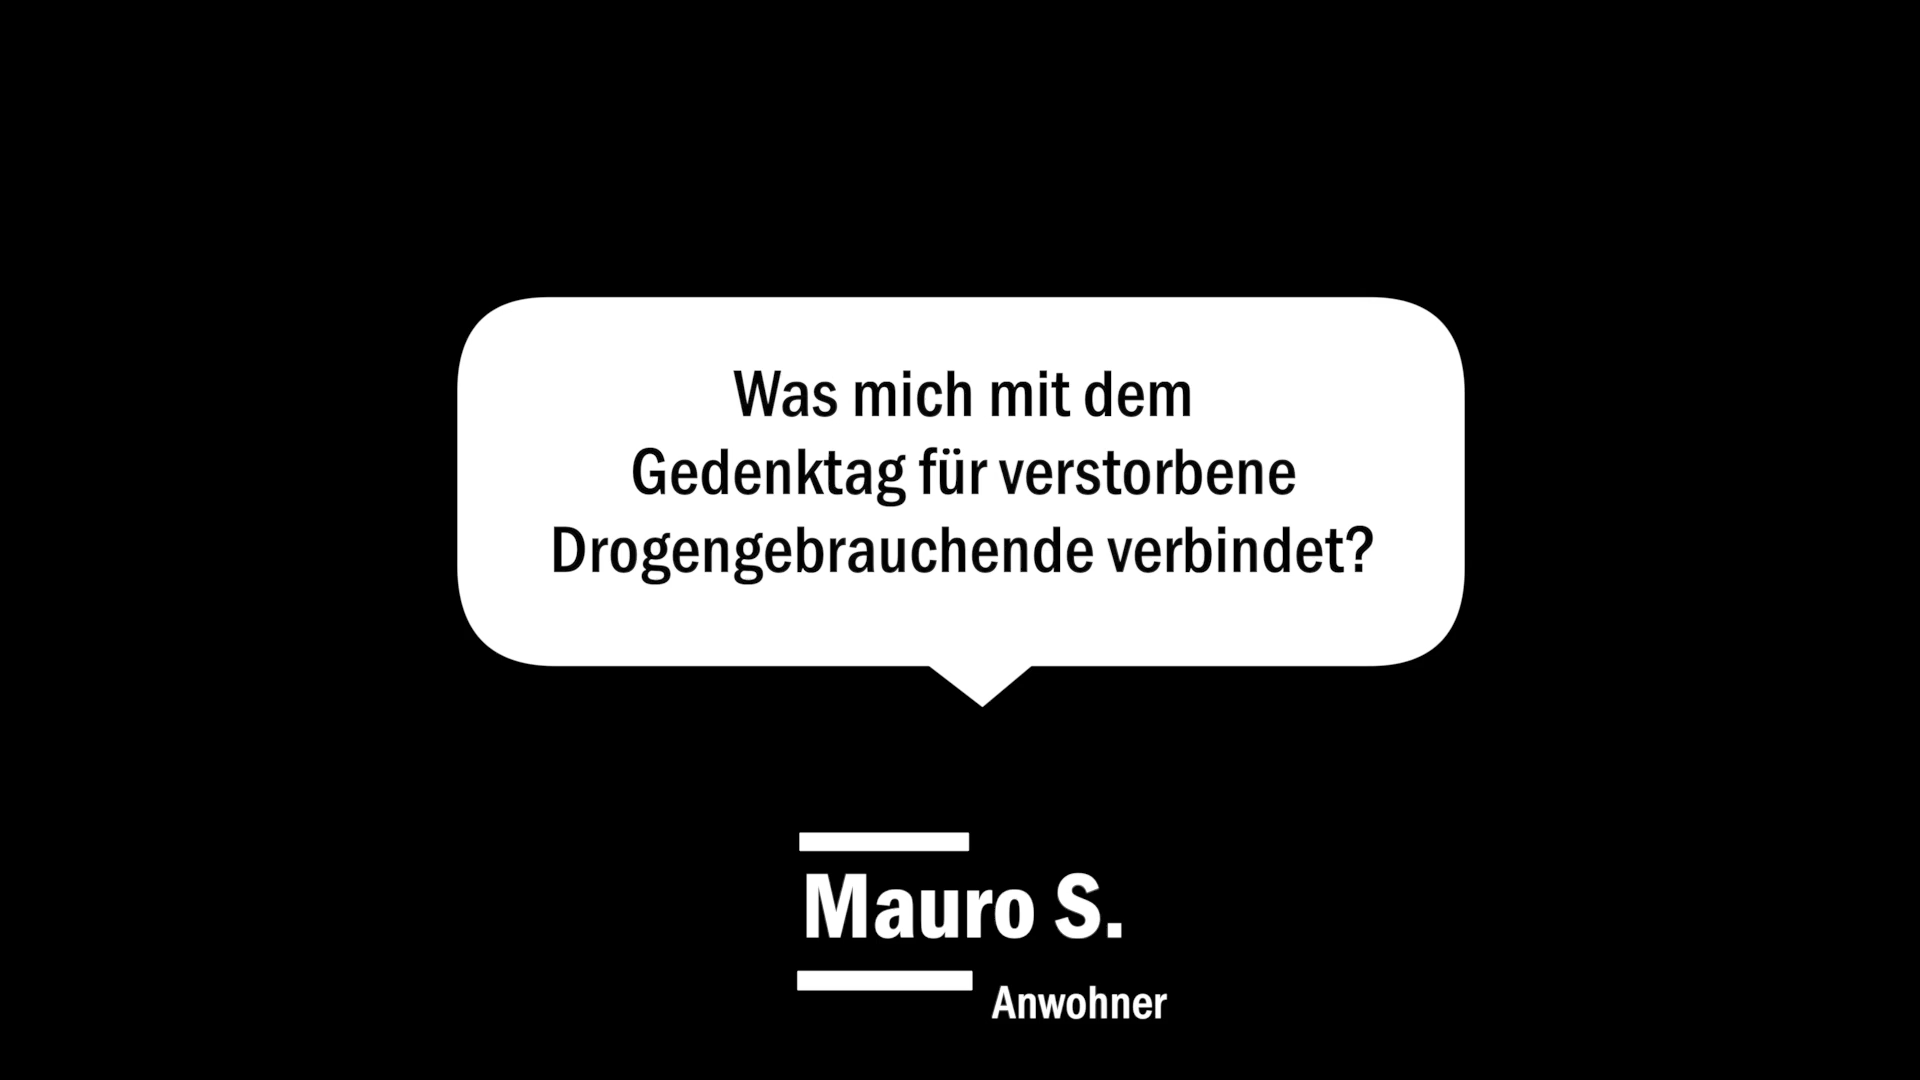 Was mich mit dem
Gedenktag für verstorbene
Drogengebrauchende verbindet?
Mauro S.
Anwohner